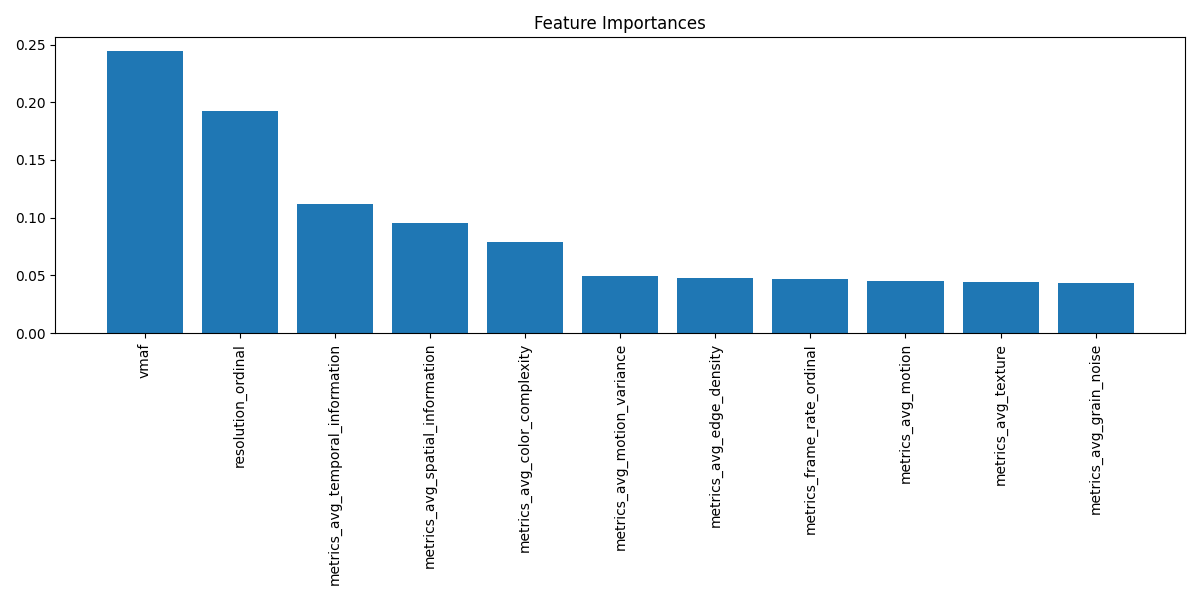 Feature Importances
0.25
0.20
0.15
0.10
0.05
0.00
vmaf
resolution_ordinal
metrics_avg_temporal_information
metrics_avg_spatial_information
metrics_avg_color_complexity
metrics_avg_motion_variance
metrics_avg_edge_density
metrics_frame_rate_ordinal
metrics_avg_motion
metrics_avg_texture
metrics_avg_grain_noise